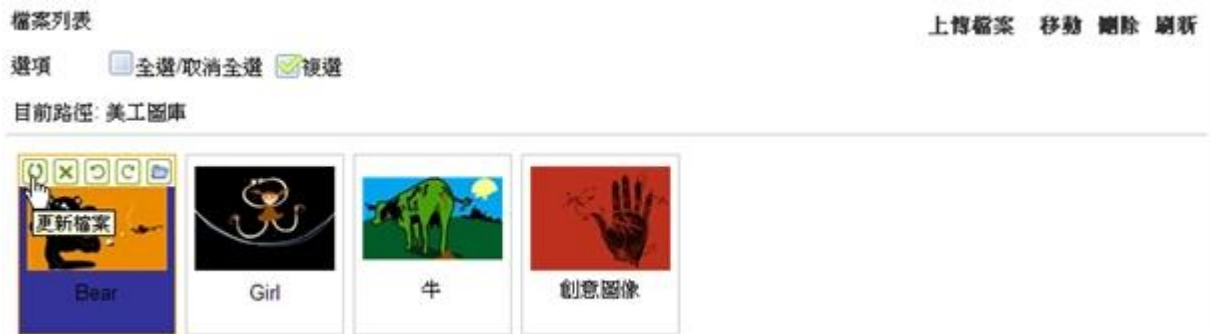 檔案列表
上傳檔案 移動 刪除 刷新
選項 全選/取消全選 複選
目前路徑: 美工圖庫
更新檔案
Bear Girl 牛 創意圖像